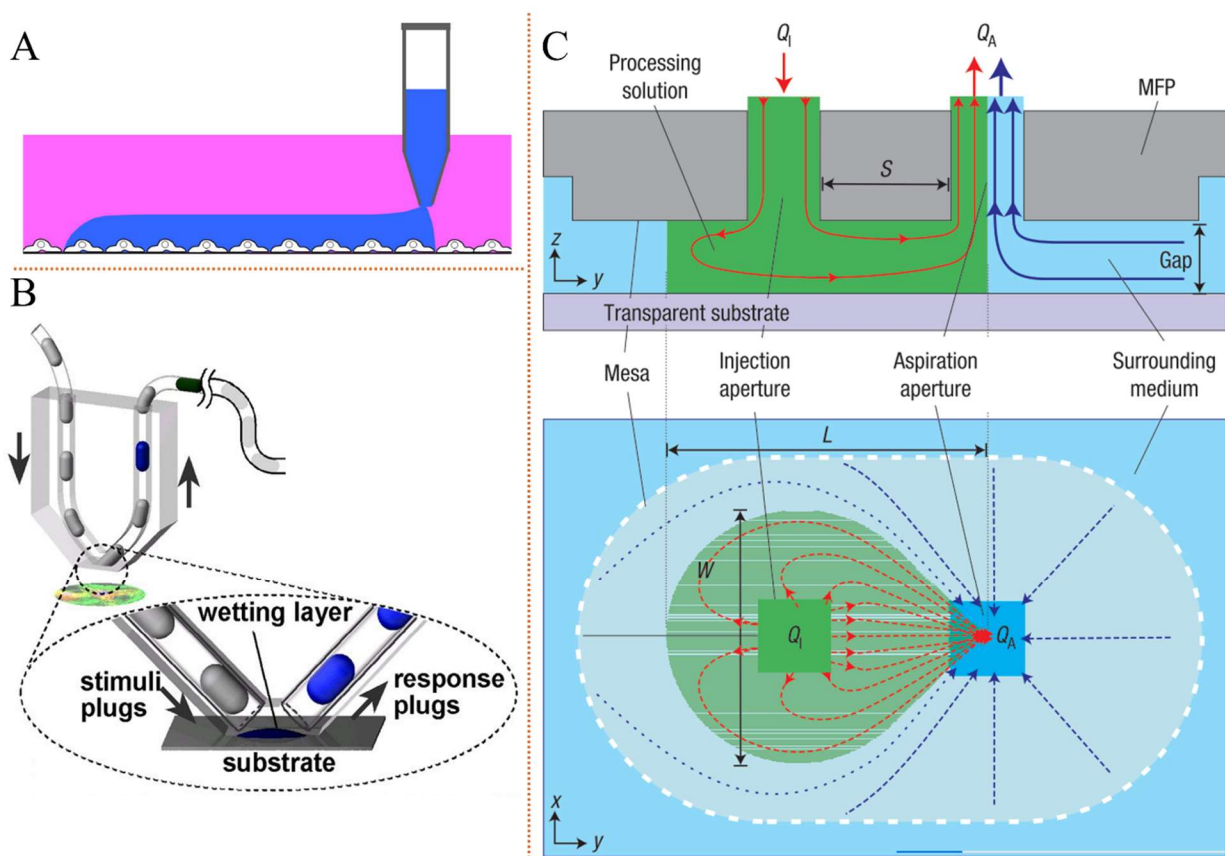 A
B
wetting layer
stimuli
plugs
response
plugs
substrate
C
Q_I
Q_A
Processing
solution
MFP
S
z
y
Gap
Transparent substrate
Mesa
Injection
aperture
Aspiration
aperture
Surrounding
medium
L
W
Q_I
Q_A
x
y